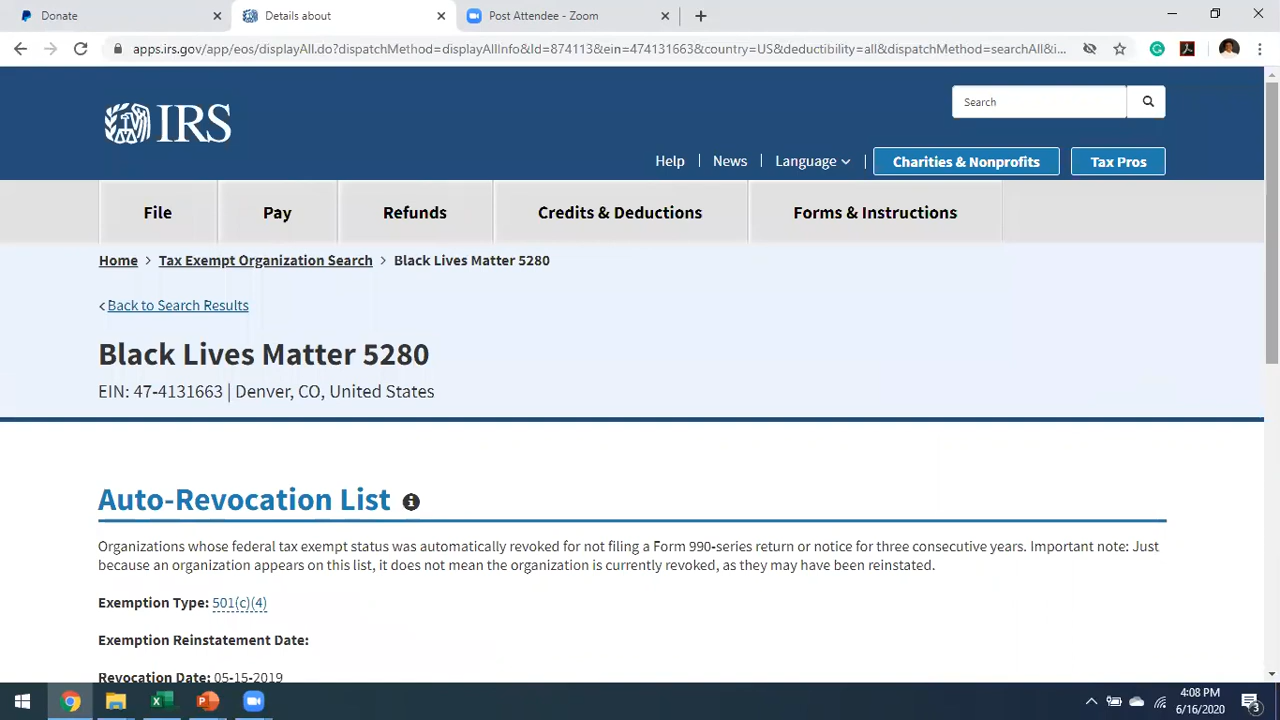 Donate
Details about
Post Attendee - Zoom
apps.irs.gov/app/eos/displayAll.do?dispatchMethod=displayAllInfo&Id=874113&ein=474131663&country=US&deductibility=all&dispatchMethod=searchAll&i...
IRS
Search
Help
News
Language
Charities & Nonprofits
Tax Pros
File
Pay
Refunds
Credits & Deductions
Forms & Instructions
Home > Tax Exempt Organization Search > Black Lives Matter 5280
< Back to Search Results
Black Lives Matter 5280
EIN: 47-4131663 | Denver, CO, United States
Auto-Revocation List
Organizations whose federal tax exempt status was automatically revoked for not filing a Form 990-series return or notice for three consecutive years. Important note: Just
because an organization appears on this list, it does not mean the organization is currently revoked, as they may have been reinstated.
Exemption Type: 501(c)(4)
Exemption Reinstatement Date:
Revocation Date: 05-15-2019
4:08 PM
6/16/2020
3